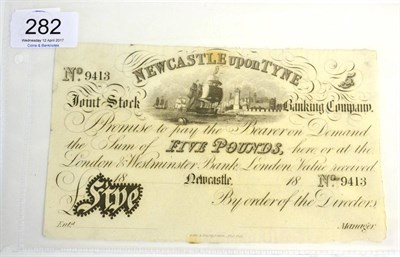 282
Wednesday 12 April 2017
Coins & Banknotes
NEWCASTLE upon TYNE
No 9413
Joint Stock Banking Company.
Promise to pay the Bearer on Demand
the Sum of FIVE POUNDS, here or at the
London & Westminster Bank London Value received.
18 Newcastle, 18 No 9413
£Five By order of the Directors
Entd Manager.